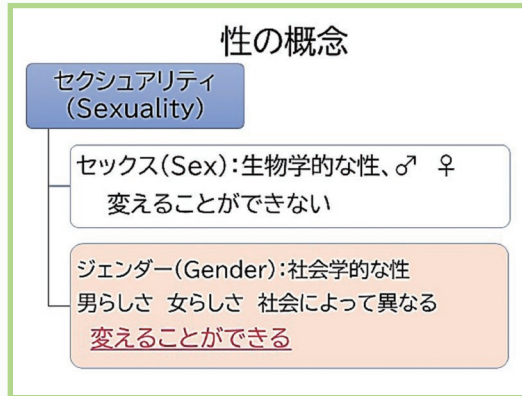 性の概念
セクシュアリティ
(Sexuality)
セックス(Sex):生物学的な性、♂ ♀
変えることができない
ジェンダー(Gender):社会学的な性
男らしさ 女らしさ 社会によって異なる
変えることができる